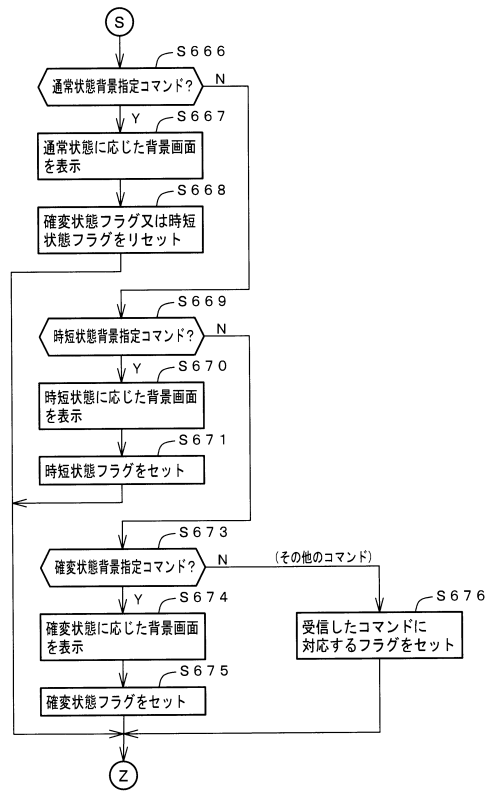 S
S666
通常状態背景指定コマンド?
N
Y
S667
通常状態に応じた背景画面
を表示
S668
確変状態フラグ又は時短
状態フラグをリセット
S669
時短状態背景指定コマンド?
N
Y
S670
時短状態に応じた背景画面
を表示
S671
時短状態フラグをセット
S673
確変状態背景指定コマンド?
N
(その他のコマンド)
Y
S674
確変状態に応じた背景画面
を表示
S676
受信したコマンドに
対応するフラグをセット
S675
確変状態フラグをセット
Z